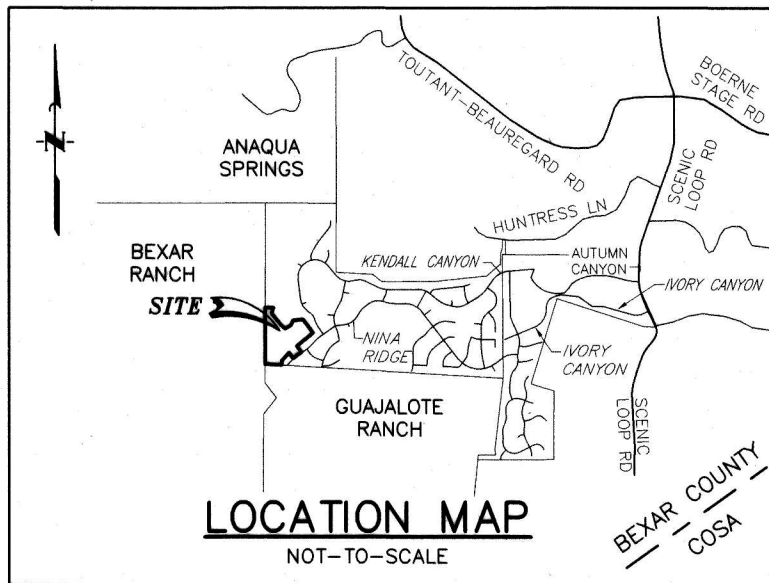 TOUTANT-BEAUREGARD RD
BOERNE
STAGE RD
N
ANAQUA
SPRINGS
SCENIC LOOP RD
HUNTRESS LN
BEXAR
RANCH
KENDALL CANYON
AUTUMN
CANYON
IVORY CANYON
SITE
NINA
RIDGE
IVORY
CANYON
GUAJALOTE
RANCH
SCENIC
LOOP RD
LOCATION MAP
NOT-TO-SCALE
BEXAR COUNTY
COSA